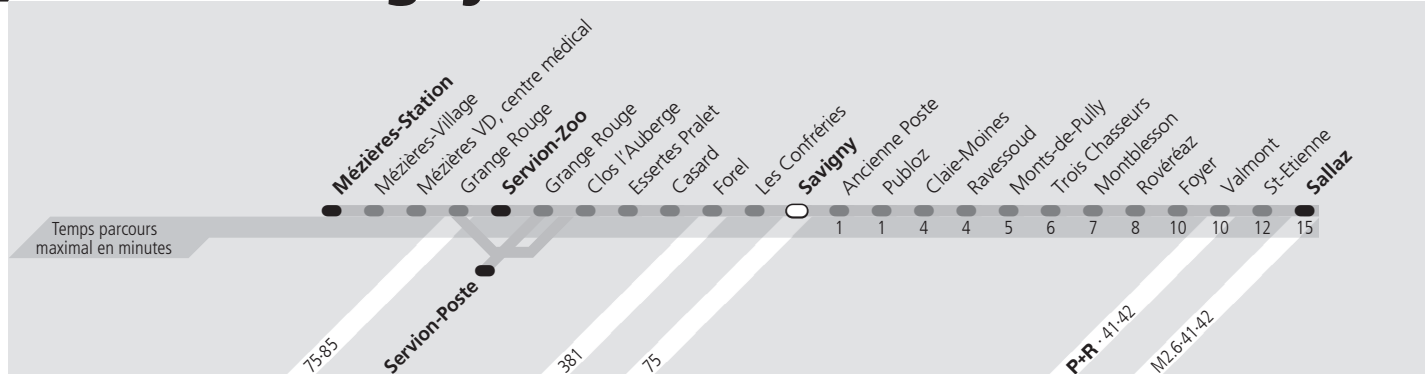 Mézières-Station
Mézières-Village
Mézières VD, centre médical
Grange Rouge
Servion-Zoo
Grange Rouge
Clos l'Auberge
Essertes Pralet
Casard
Forel
Les Confréries
Savigny
Ancienne Poste
Publoz
Claie-Moines
Ravessoud
Monts-de-Pully
Trois Chasseurs
Montblesson
Rovéréaz
Foyer
Valmont
St-Etienne
Sallaz
Temps parcours
maximal en minutes
1 1 4 4 5 6 7 8 10 10 12 15
75·85
Servion-Poste
381
75
P+R · 41·42
M2·6·41·42